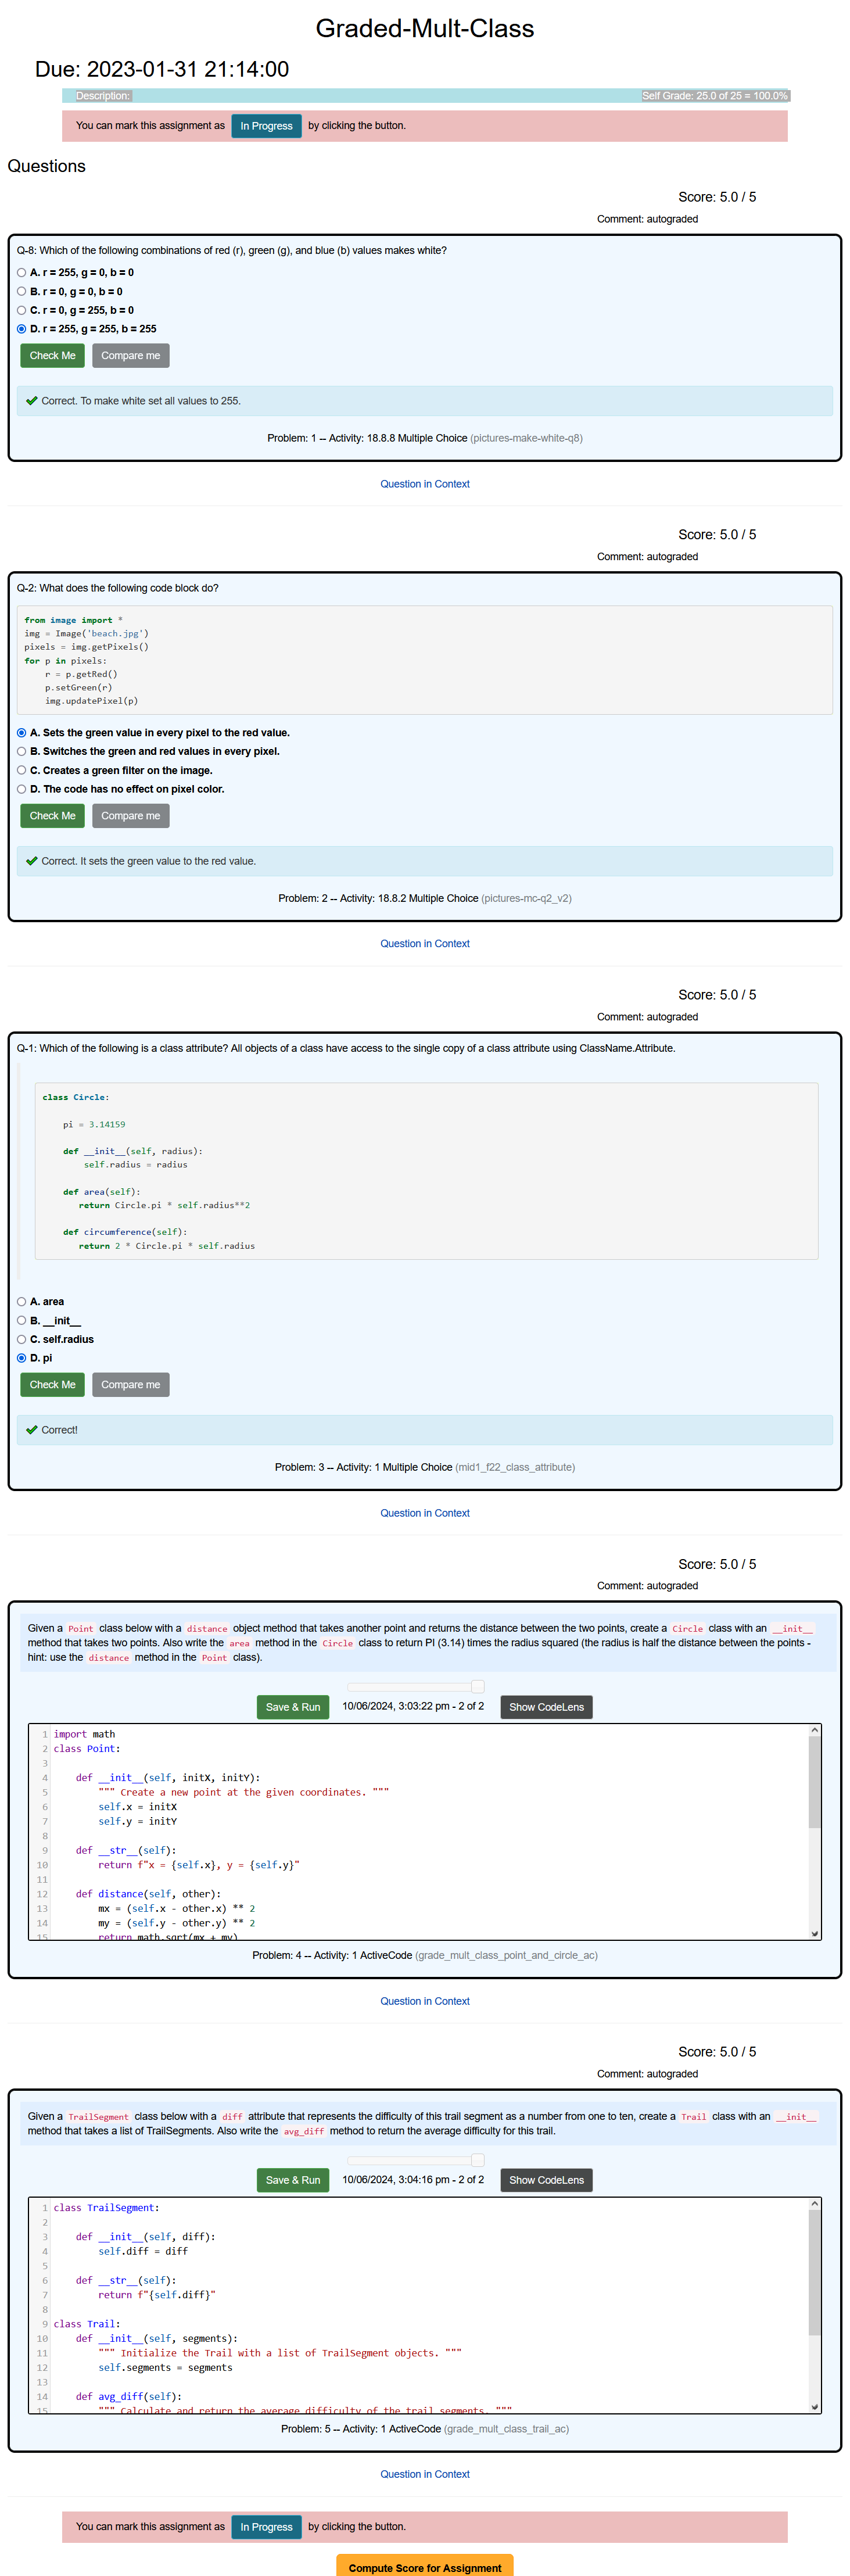 Graded-Mult-Class
Due: 2023-01-31 21:14:00
Description:
Self Grade: 25.0 of 25 = 100.0%
You can mark this assignment as In Progress by clicking the button.
Questions
Score: 5.0 / 5
Comment: autograded
Q-8: Which of the following combinations of red (r), green (g), and blue (b) values makes white?
A. r = 255, g = 0, b = 0
B. r = 0, g = 0, b = 0
C. r = 0, g = 255, b = 0
D. r = 255, g = 255, b = 255
Check Me Compare me
Correct. To make white set all values to 255.
Problem: 1 -- Activity: 18.8.8 Multiple Choice (pictures-make-white-q8)
Question in Context
Score: 5.0 / 5
Comment: autograded
Q-2: What does the following code block do?
from image import *
img = Image('beach.jpg')
pixels = img.getPixels()
for p in pixels:
    r = p.getRed()
    p.setGreen(r)
    img.updatePixel(p)
A. Sets the green value in every pixel to the red value.
B. Switches the green and red values in every pixel.
C. Creates a green filter on the image.
D. The code has no effect on pixel color.
Check Me Compare me
Correct. It sets the green value to the red value.
Problem: 2 -- Activity: 18.8.2 Multiple Choice (pictures-mc-q2_v2)
Question in Context
Score: 5.0 / 5
Comment: autograded
Q-1: Which of the following is a class attribute? All objects of a class have access to the single copy of a class attribute using ClassName.Attribute.
class Circle:
    pi = 3.14159
    def __init__(self, radius):
        self.radius = radius
    def area(self):
       return Circle.pi * self.radius**2
    def circumference(self):
       return 2 * Circle.pi * self.radius
A. area
B. __init__
C. self.radius
D. pi
Check Me Compare me
Correct!
Problem: 3 -- Activity: 1 Multiple Choice (mid1_f22_class_attribute)
Question in Context
Score: 5.0 / 5
Comment: autograded
Given a Point class below with a distance object method that takes another point and returns the distance between the two points, create a Circle class with an __init__
method that takes two points. Also write the area method in the Circle class to return PI (3.14) times the radius squared (the radius is half the distance between the points -
hint: use the distance method in the Point class).
Save & Run 10/06/2024, 3:03:22 pm - 2 of 2 Show CodeLens
1 import math
2 class Point:
3
4     def __init__(self, initX, initY):
5         """ Create a new point at the given coordinates. """
6         self.x = initX
7         self.y = initY
8
9     def __str__(self):
10         return f"x = {self.x}, y = {self.y}"
11
12     def distance(self, other):
13         mx = (self.x - other.x) ** 2
14         my = (self.y - other.y) ** 2
15         return math.sqrt(mx + my)
Problem: 4 -- Activity: 1 ActiveCode (grade_mult_class_point_and_circle_ac)
Question in Context
Score: 5.0 / 5
Comment: autograded
Given a TrailSegment class below with a diff attribute that represents the difficulty of this trail segment as a number from one to ten, create a Trail class with an __init__
method that takes a list of TrailSegments. Also write the avg_diff method to return the average difficulty for this trail.
Save & Run 10/06/2024, 3:04:16 pm - 2 of 2 Show CodeLens
1 class TrailSegment:
2
3     def __init__(self, diff):
4         self.diff = diff
5
6     def __str__(self):
7         return f"{self.diff}"
8
9 class Trail:
10     def __init__(self, segments):
11         """ Initialize the Trail with a list of TrailSegment objects. """
12         self.segments = segments
13
14     def avg_diff(self):
15         """ Calculate and return the average difficulty of the trail segments. """
Problem: 5 -- Activity: 1 ActiveCode (grade_mult_class_trail_ac)
Question in Context
You can mark this assignment as In Progress by clicking the button.
Compute Score for Assignment